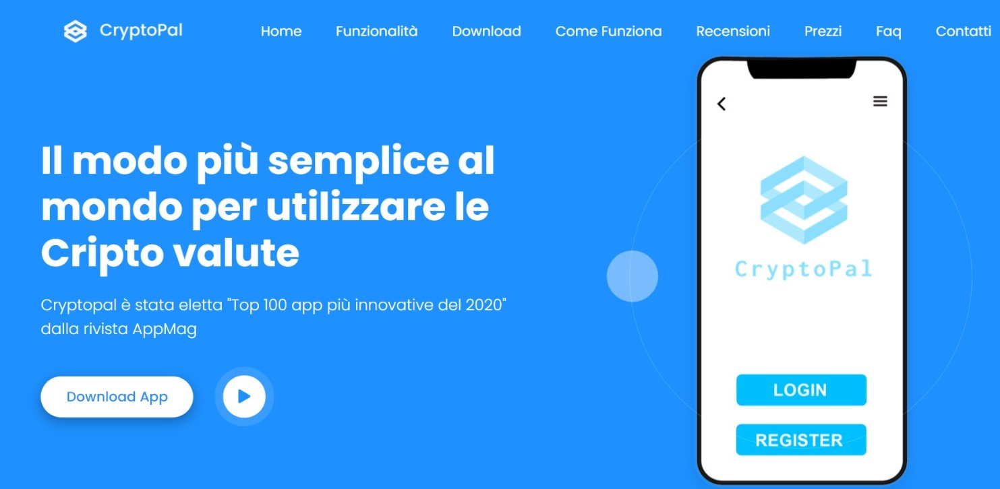 CryptoPal
Home Funzionalità Download Come Funziona Recensioni Prezzi Faq Contatti
Il modo più semplice al
mondo per utilizzare le
Cripto valute
Cryptopal è stata eletta "Top 100 app più innovative del 2020"
dalla rivista AppMag
Download App
CryptoPal
LOGIN
REGISTER